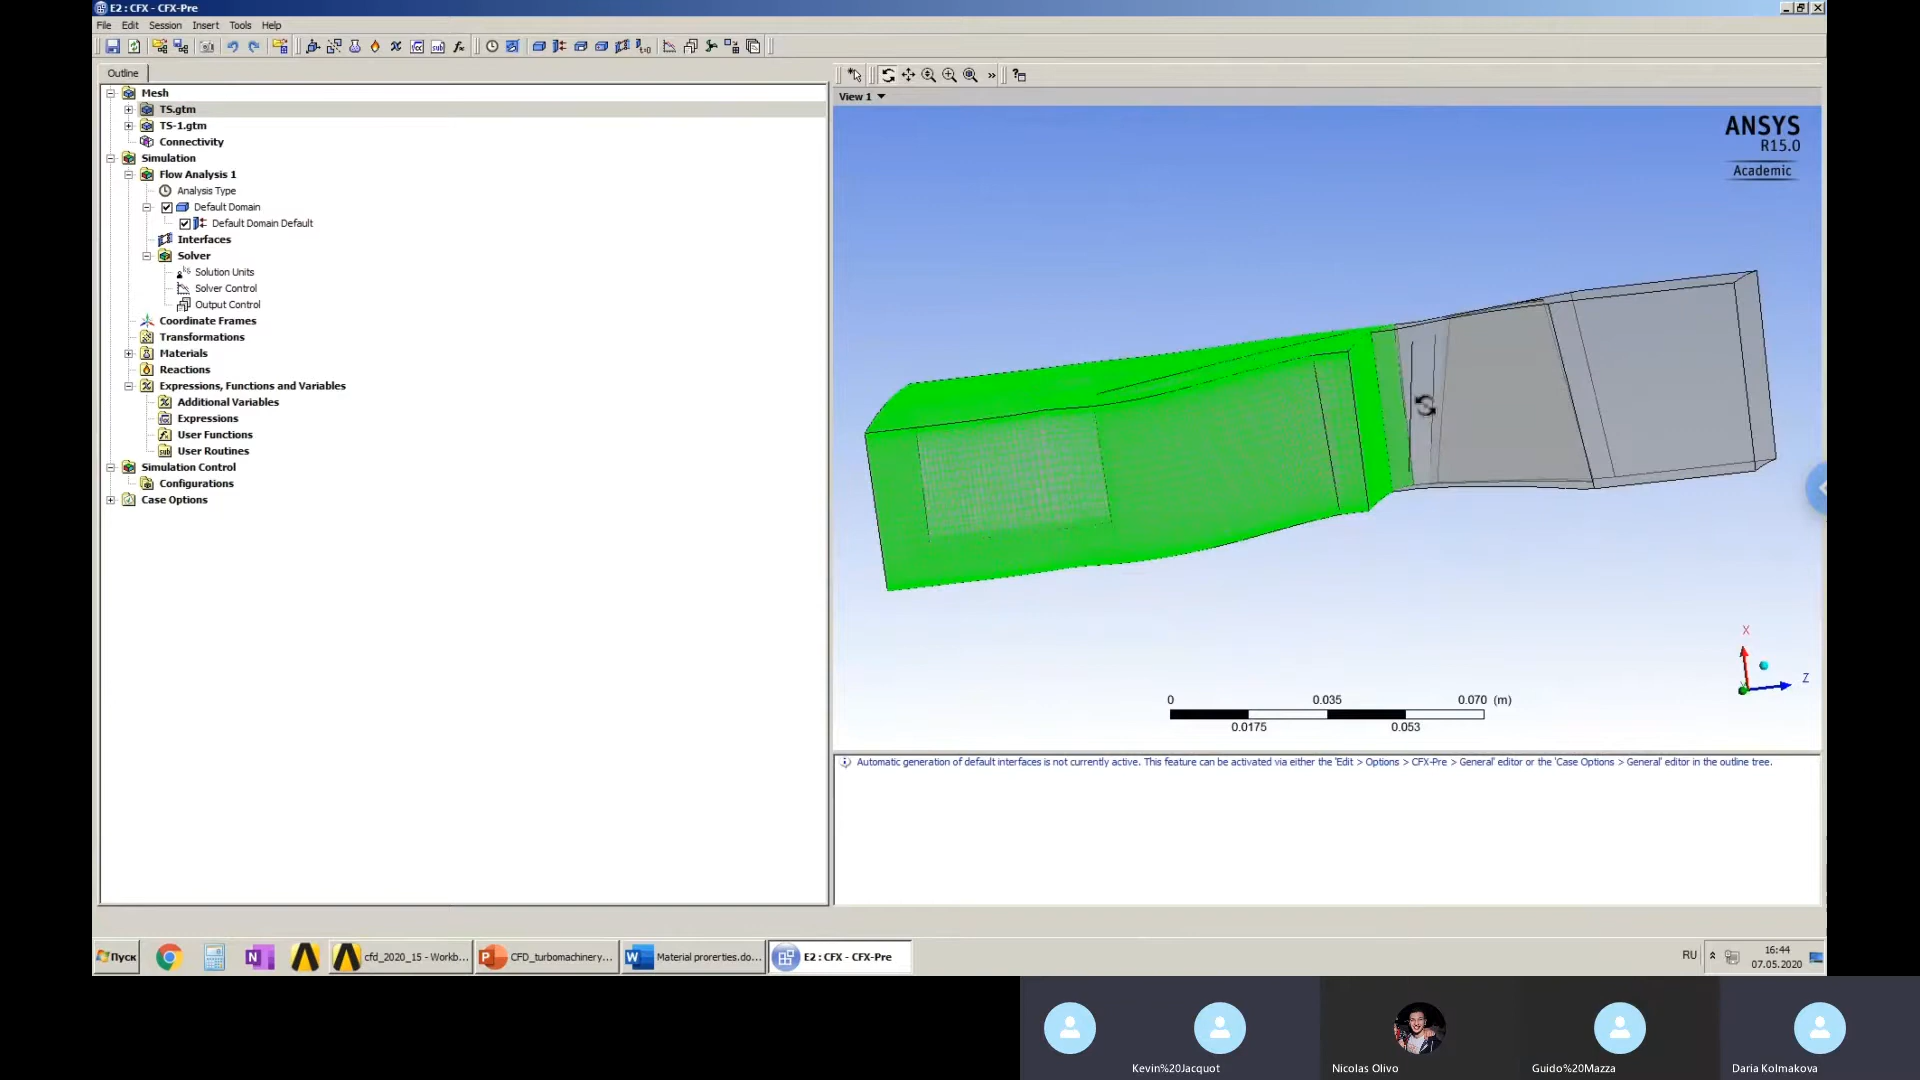 E2 : CFX - CFX-Pre
File Edit Session Insert Tools Help
Outline
Mesh
TS.gtm
TS-1.gtm
Connectivity
Simulation
Flow Analysis 1
Analysis Type
Default Domain
Default Domain Default
Interfaces
Solver
Solution Units
Solver Control
Output Control
Coordinate Frames
Transformations
Materials
Reactions
Expressions, Functions and Variables
Additional Variables
Expressions
User Functions
User Routines
Simulation Control
Configurations
Case Options
View 1
ANSYS
R15.0
Academic
X
Y
Z
0 0.035 0.070 (m)
0.0175 0.053
Automatic generation of default interfaces is not currently active. This feature can be activated via either the 'Edit > Options > CFX-Pre > General' editor or the 'Case Options > General' editor in the outline tree.
Пуск
cfd_2020_15 - Workb...
CFD_turbomachinery...
Material prorerties.do...
E2 : CFX - CFX-Pre
RU
16:44
07.05.2020
Kevin%20Jacquot
Nicolas Olivo
Guido%20Mazza
Daria Kolmakova